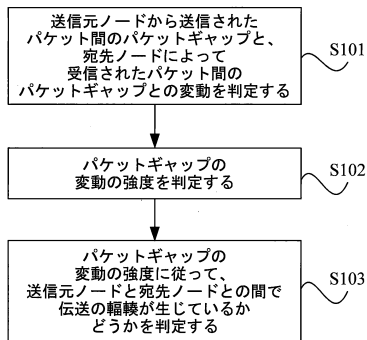 送信元ノードから送信された
パケット間のパケットギャップと、
宛先ノードによって
受信されたパケット間の
パケットギャップとの変動を判定する
S101
パケットギャップの
変動の強度を判定する
S102
パケットギャップの
変動の強度に従って、
送信元ノードと宛先ノードとの間で
伝送の輻輳が生じているか
どうかを判定する
S103